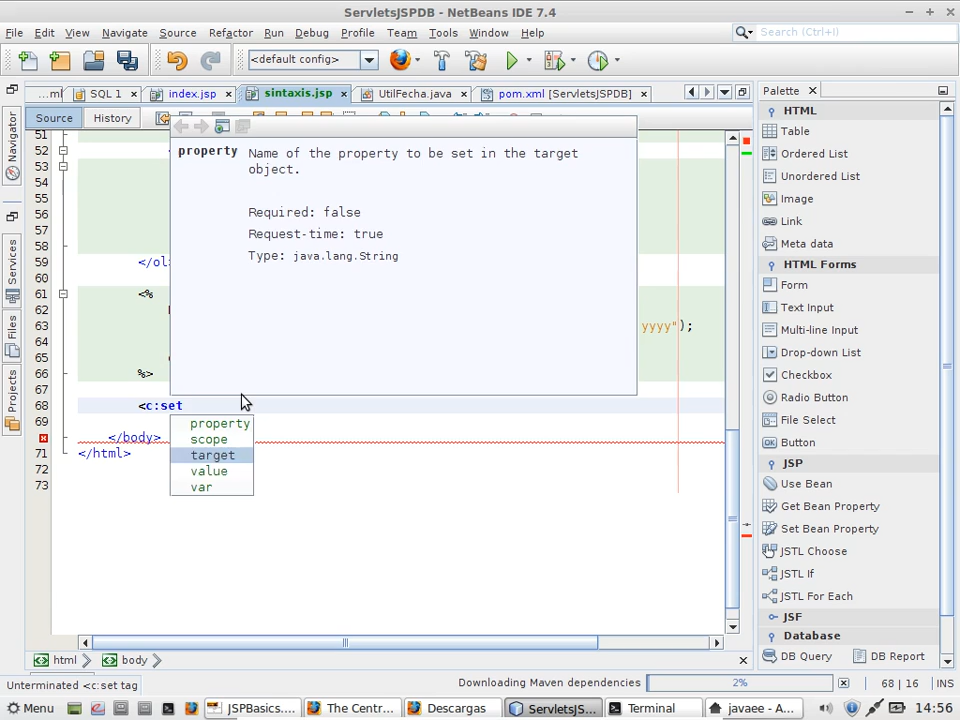 ServletsJSPDB - NetBeans IDE 7.4
File Edit View Navigate Source Refactor Run Debug Profile Team Tools Window Help
<default config>
Search (Ctrl+I)
...ml SQL 1 index.jsp sintaxis.jsp UtilFecha.java pom.xml [ServletsJSPDB]
Source History
Navigator
Services
Files
Projects
51
52
53
54
55
56
57
58
59 </ol
60
61 <%
62
63 yyyy");
64
65
66 %>
67
68 <c:set
69
</body>
71 </html>
72
73
property Name of the property to be set in the target
object.
Required: false
Request-time: true
Type: java.lang.String
property
scope
target
value
var
Palette
HTML
Table
Ordered List
Unordered List
Image
Link
Meta data
HTML Forms
Form
Text Input
Multi-line Input
Drop-down List
Checkbox
Radio Button
File Select
Button
JSP
Use Bean
Get Bean Property
Set Bean Property
JSTL Choose
JSTL If
JSTL For Each
JSF
Database
DB Query DB Report
html body
Unterminated <c:set tag
Downloading Maven dependencies 2% 68 | 16 INS
Menu JSPBasics.... The Centr... Descargas ServletsJS... Terminal javaee - A... 14:56